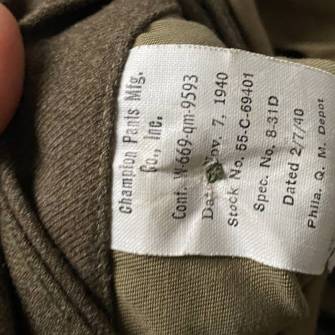 Champion Pants Mfg.
Co., Inc.
Cont. W-669-qm-9593
Date Nov. 7, 1940
Stock No. 55-C-69401
Spec. No. 8-31D
Dated 2/7/40
Phila. Q. M. Depot